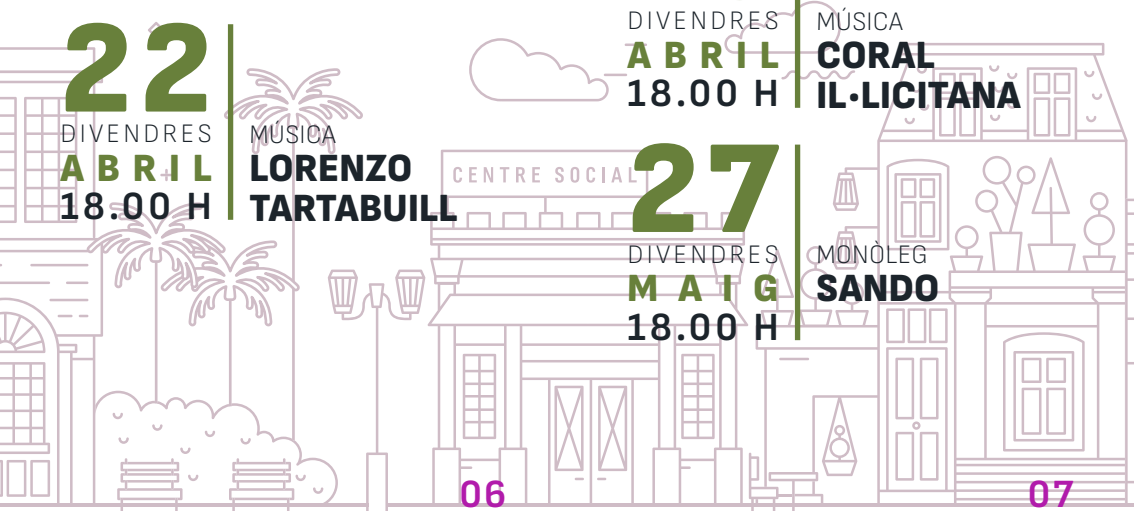 22
DIVENDRES
ABRIL
18.00 H
MÚSICA
LORENZO
TARTABUILL
CENTRE SOCIAL
DIVENDRES
ABRIL
18.00 H
MÚSICA
CORAL
IL·LICITANA
27
DIVENDRES
MAIG
18.00 H
MONÒLEG
SANDO
06
07